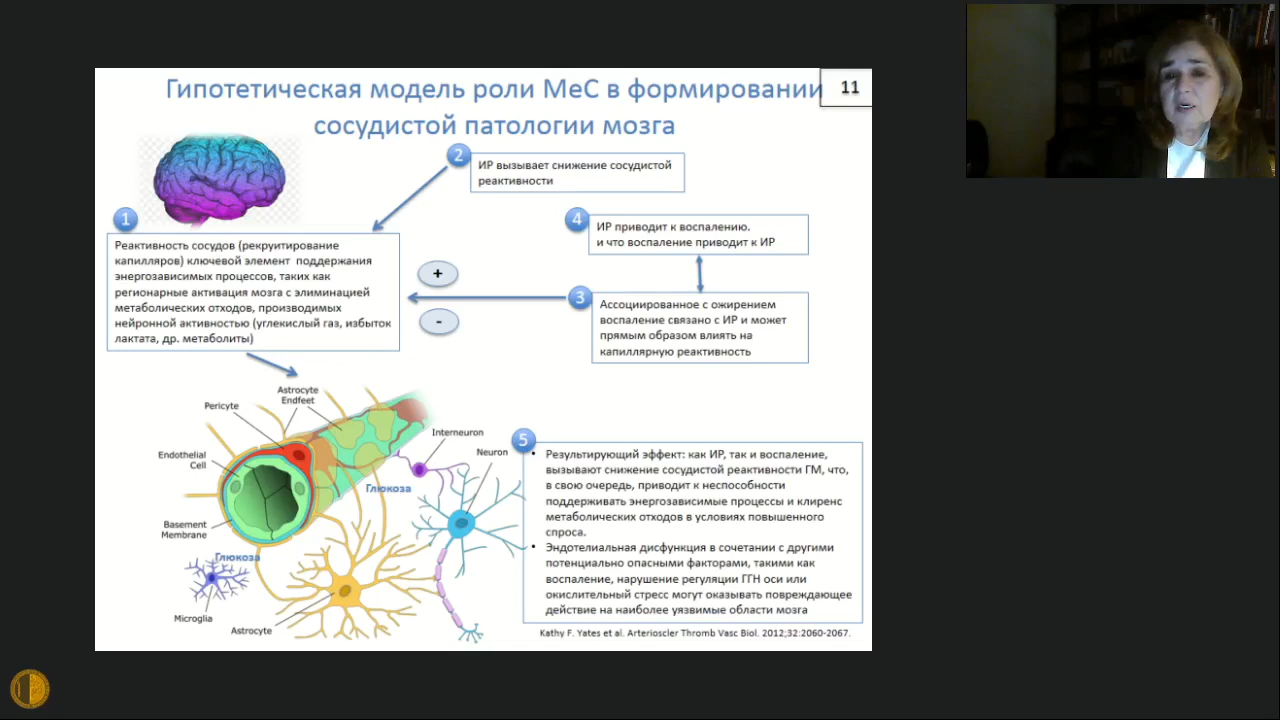 Гипотетическая модель роли МеС в формировании
сосудистой патологии мозга
11
1
Реактивность сосудов (рекруитирование
капилляров) ключевой элемент поддержания
энергозависимых процессов, таких как
регионарные активация мозга с элиминацией
метаболических отходов, производимых
нейронной активностью (углекислый газ, избыток
лактата, др. метаболиты)
2
ИР вызывает снижение сосудистой
реактивности
4
ИР приводит к воспалению.
и что воспаление приводит к ИР
+
-
3
Ассоциированное с ожирением
воспаление связано с ИР и может
прямым образом влиять на
капиллярную реактивность
Astrocyte
Endfeet
Pericyte
Endothelial
Cell
Interneuron
Neuron
Глюкоза
Basement
Membrane
Глюкоза
Microglia
Astrocyte
5
• Результирующий эффект: как ИР, так и воспаление,
вызывают снижение сосудистой реактивности ГМ, что,
в свою очередь, приводит к неспособности
поддерживать энергозависимые процессы и клиренс
метаболических отходов в условиях повышенного
спроса.
• Эндотелиальная дисфункция в сочетании с другими
потенциально опасными факторами, такими как
воспаление, нарушение регуляции ГГН оси или
окислительный стресс могут оказывать повреждающее
действие на наиболее уязвимые области мозга
Kathy F. Yates et al. Arterioscler Thromb Vasc Biol. 2012;32:2060-2067.